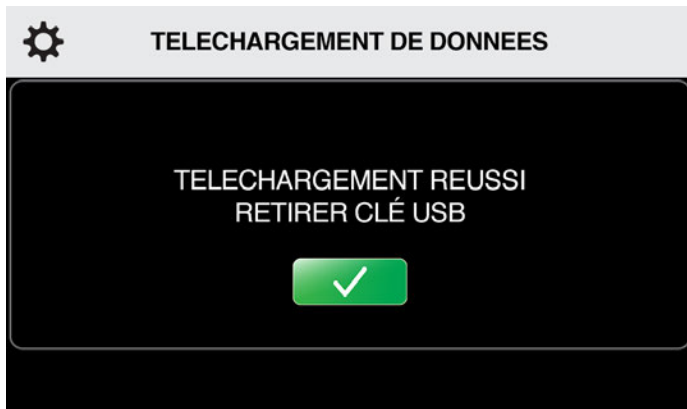 TELECHARGEMENT DE DONNEES
TELECHARGEMENT REUSSI
RETIRER CLÉ USB